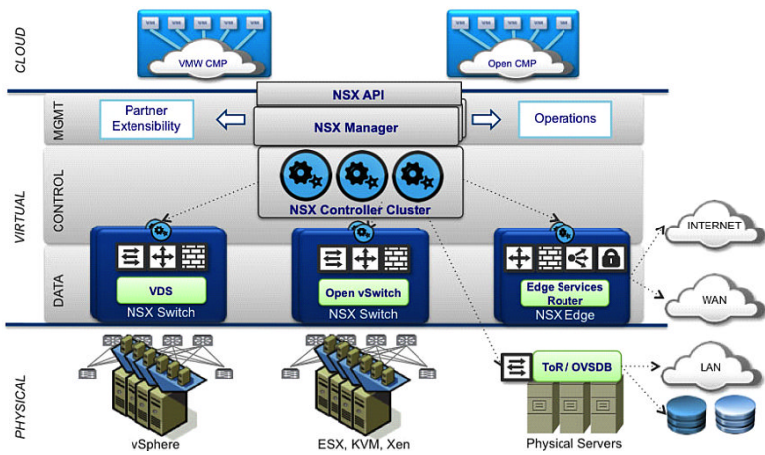 CLOUD
VMW CMP
Open CMP
VIRTUAL
MGMT
Partner
Extensibility
NSX API
NSX Manager
Operations
CONTROL
NSX Controller Cluster
DATA
VDS
NSX Switch
Open vSwitch
NSX Switch
Edge Services
Router
NSX Edge
INTERNET
WAN
PHYSICAL
vSphere
ESX, KVM, Xen
ToR / OVSDB
Physical Servers
LAN